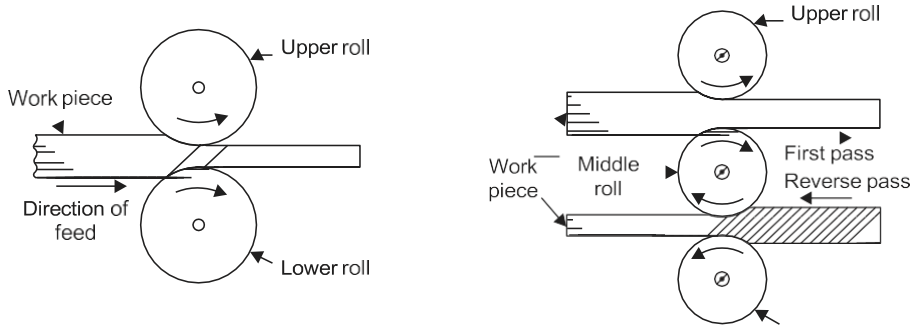 Upper roll
Work piece
Direction of
feed
Lower roll
Upper roll
First pass
Work
piece
Middle
roll
Reverse pass